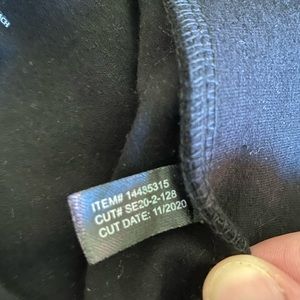 ITEM# 14485315
CUT# SE20-2-128
CUT DATE: 11/2020